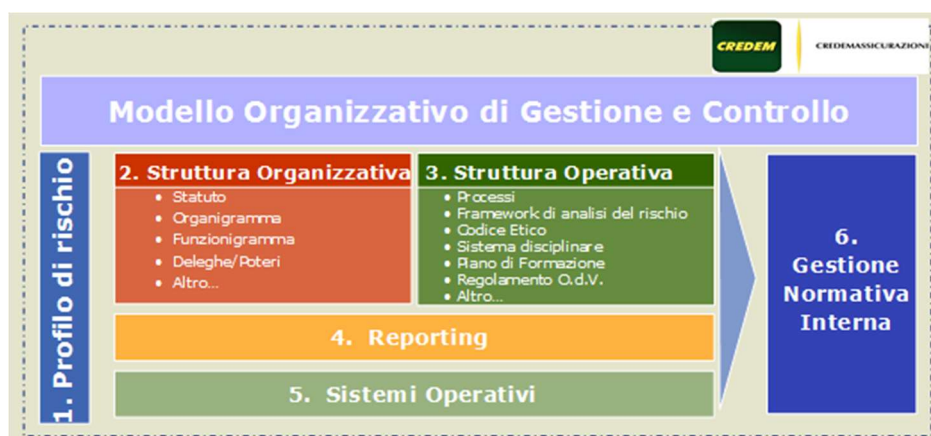 CREDEM
CREDEMASSICURAZIONI
Modello Organizzativo di Gestione e Controllo
1. Profilo di rischio
2. Struttura Organizzativa
• Statuto
• Organigramma
• Funzionigramma
• Deleghe/Poteri
• Altro...
3. Struttura Operativa
• Processi
• Framework di analisi del rischio
• Codice Etico
• Sistema disciplinare
• Piano di Formazione
• Regolamento O.d.V.
• Altro...
4. Reporting
5. Sistemi Operativi
6.
Gestione
Normativa
Interna